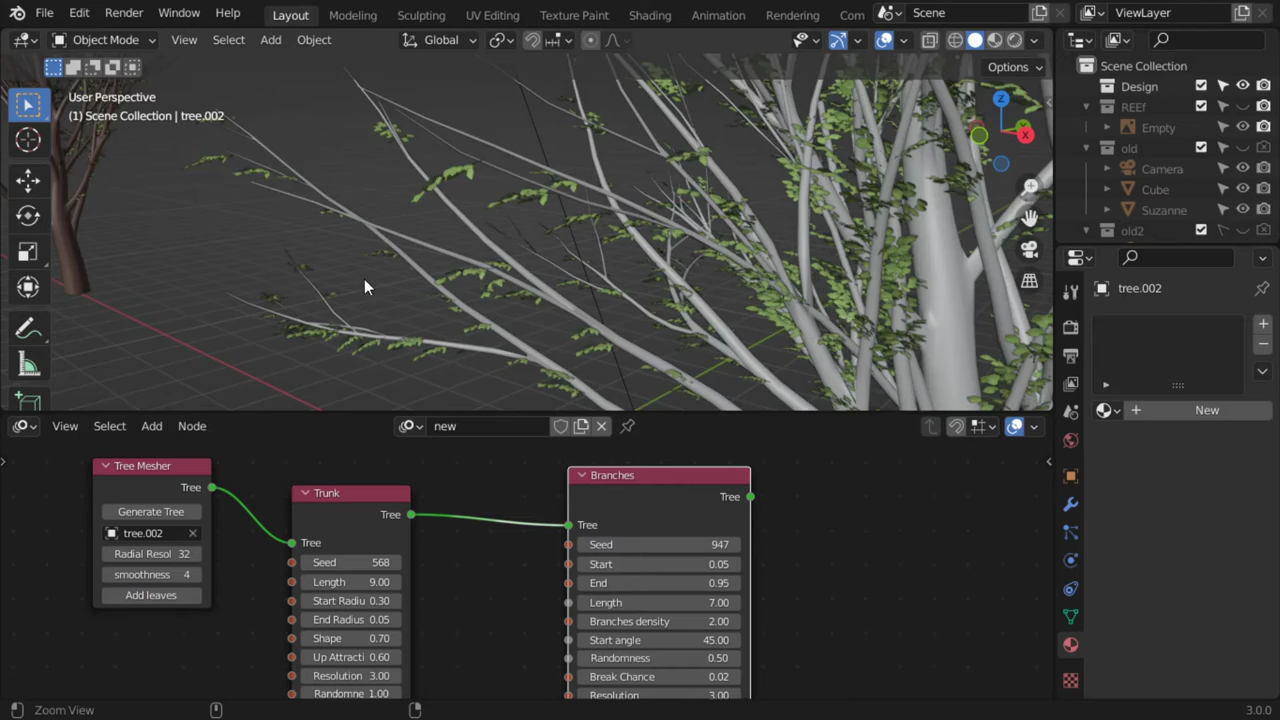 File Edit Render Window Help Layout Modeling Sculpting UV Editing Texture Paint Shading Animation Rendering Com Scene ViewLayer
Object Mode View Select Add Object Global
Options
User Perspective
(1) Scene Collection | tree.002
Z
X
Scene Collection
Design
REEf
Empty
old
Camera
Cube
Suzanne
old2
tree.002
New
View Select Add Node new
Tree Mesher
Tree
Generate Tree
tree.002
Radial Resol 32
smoothness 4
Add leaves
Trunk
Tree
Tree
Seed 568
Length 9.00
Start Radiu 0.30
End Radius 0.05
Shape 0.70
Up Attracti 0.60
Resolution 3.00
Randomne 1.00
Branches
Tree
Tree
Seed 947
Start 0.05
End 0.95
Length 7.00
Branches density 2.00
Start angle 45.00
Randomness 0.50
Break Chance 0.02
Resolution 3.00
Zoom View 3.0.0